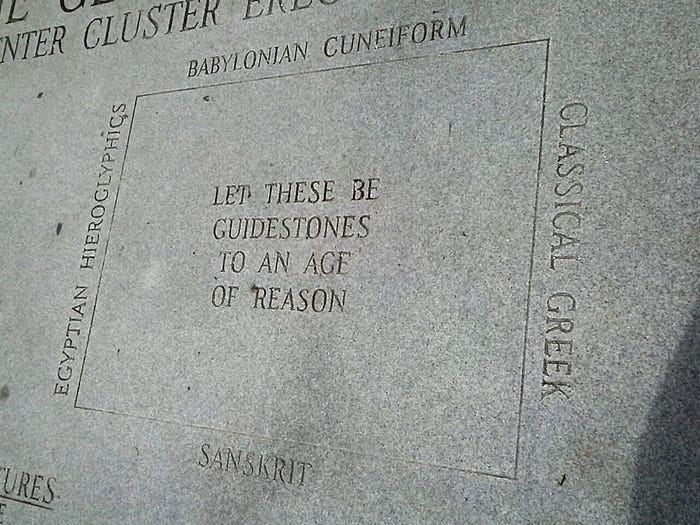 NTER CLUSTER ERE
BABYLONIAN CUNEIFORM
EGYPTIAN HIEROGLYPHICS
LET THESE BE
GUIDESTONES
TO AN AGE
OF REASON
CLASSICAL GREEK
SANSKRIT
URES